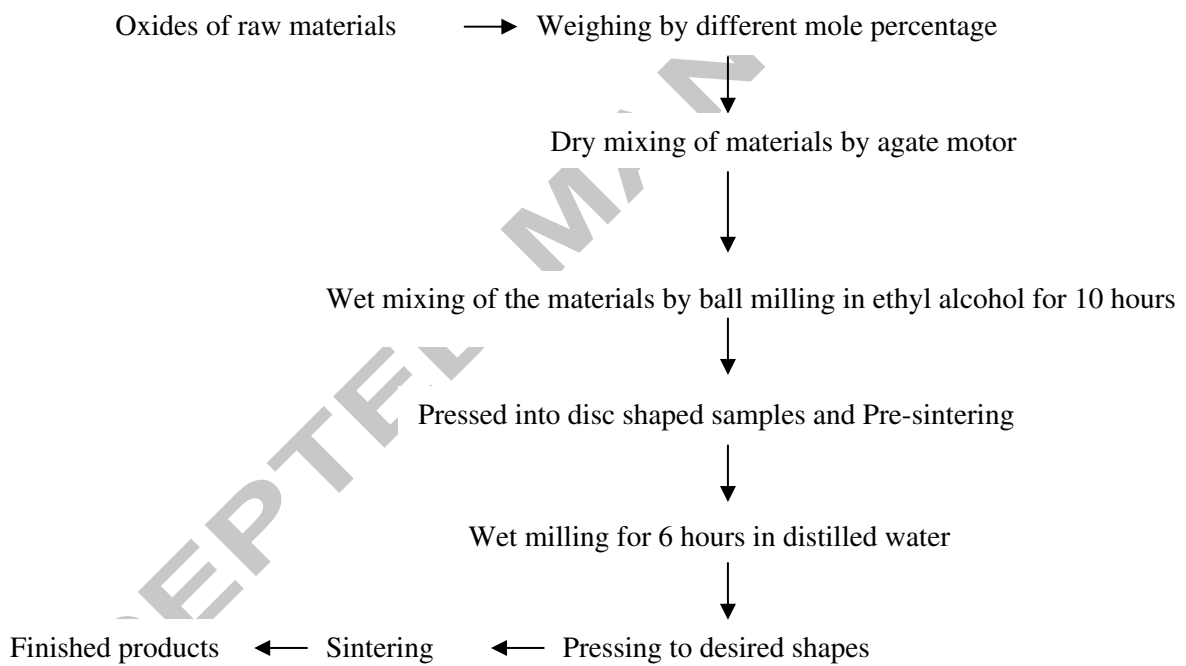 Oxides of raw materials Weighing by different mole percentage
Dry mixing of materials by agate motor
Wet mixing of the materials by ball milling in ethyl alcohol for 10 hours
Pressed into disc shaped samples and Pre-sintering
Wet milling for 6 hours in distilled water
Finished products Sintering Pressing to desired shapes